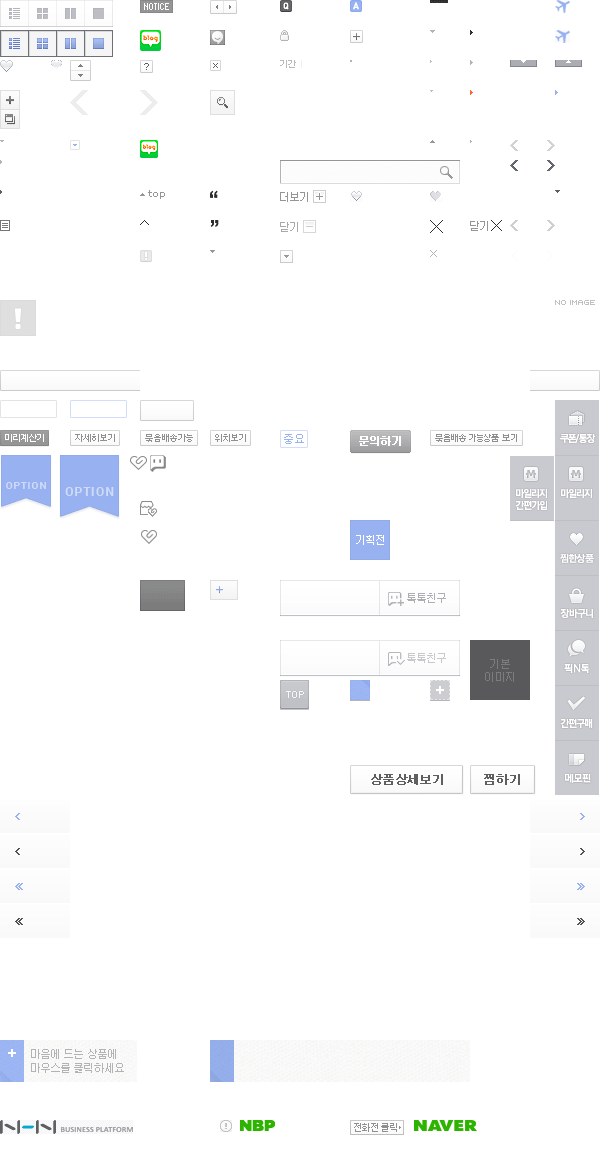 NOTICE
Q
A
blog
?
기간
blog
top
더보기
닫기
닫기
NO IMAGE
미리계산기
자세히보기
묶음배송가능
위치보기
중요
문의하기
묶음배송 가능상품 보기
쿠폰/통장
OPTION
OPTION
마일리지
간편가입
마일리지
기획전
찜한상품
톡톡친구
장바구니
톡톡친구
기본
이미지
픽N톡
TOP
간편구매
상품상세보기
찜하기
메모핀
마음에 드는 상품에
마우스를 클릭하세요
NHN BUSINESS PLATFORM
NBP
전화전 클릭
NAVER